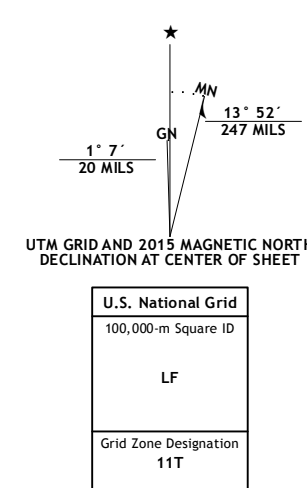 ★
MN
GN
13° 52´
247 MILS
1° 7´
20 MILS
UTM GRID AND 2015 MAGNETIC NORTH
DECLINATION AT CENTER OF SHEET
U.S. National Grid
100,000-m Square ID
LF
Grid Zone Designation
11T